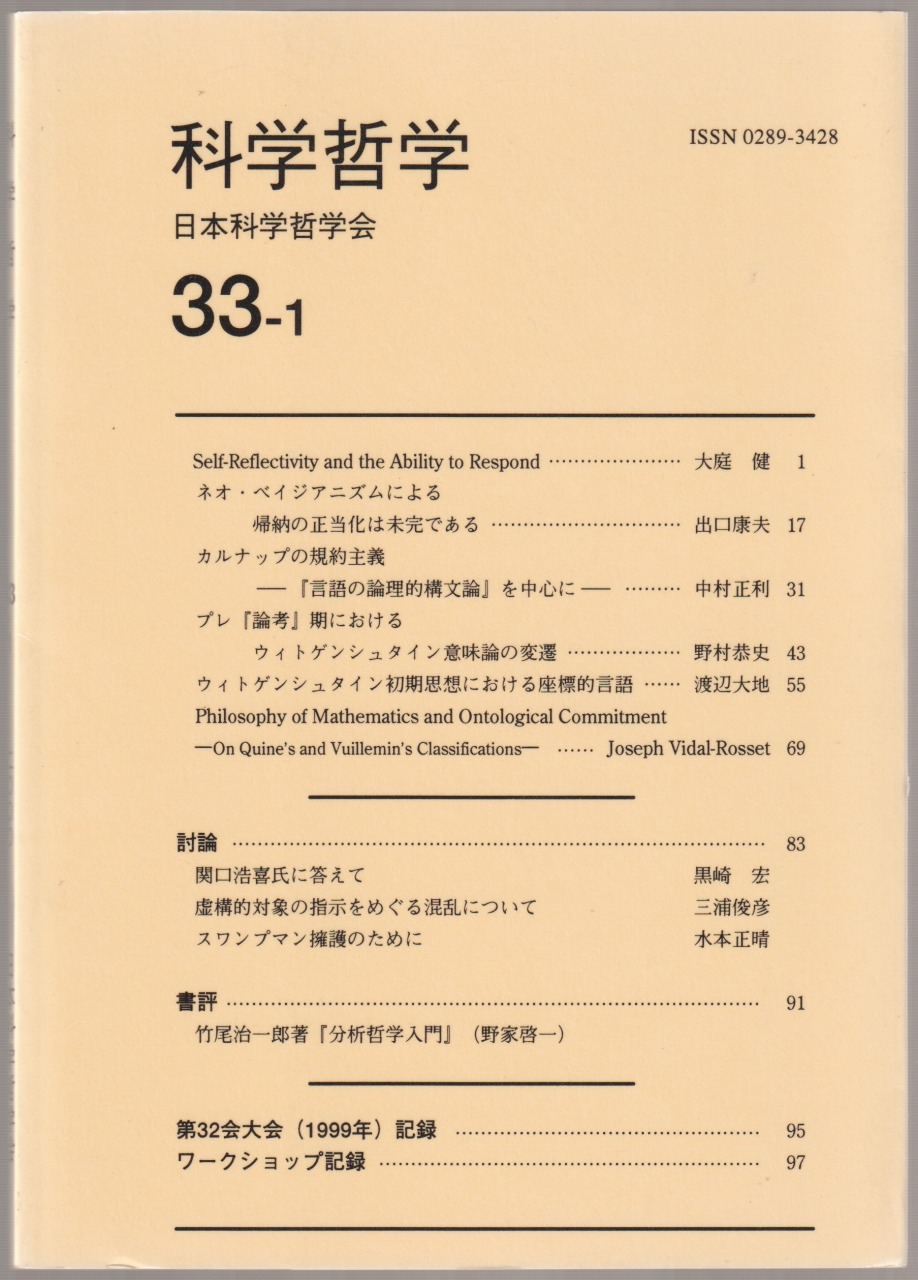 科学哲学
ISSN 0289-3428
日本科学哲学会
33-1
Self-Reflectivity and the Ability to Respond ………………… 大庭　健　1
ネオ・ベイジアニズムによる
帰納の正当化は未完である ………………………… 出口康夫　17
カルナップの規約主義
―― 『言語の論理的構文論』を中心に ―― ……… 中村正利　31
プレ『論考』期における
ウィトゲンシュタイン意味論の変遷 ……………… 野村恭史　43
ウィトゲンシュタイン初期思想における座標的言語 …… 渡辺大地　55
Philosophy of Mathematics and Ontological Commitment
―On Quine's and Vuillemin's Classifications― …… Joseph Vidal-Rosset　69
討論 ………………………………………………………………………… 83
関口浩喜氏に答えて　黒崎　宏
虚構的対象の指示をめぐる混乱について　三浦俊彦
スワンプマン擁護のために　水本正晴
書評 ………………………………………………………………………… 91
竹尾治一郎著『分析哲学入門』（野家啓一）
第32会大会（1999年）記録 ………………………………………… 95
ワークショップ記録 …………………………………………………… 97